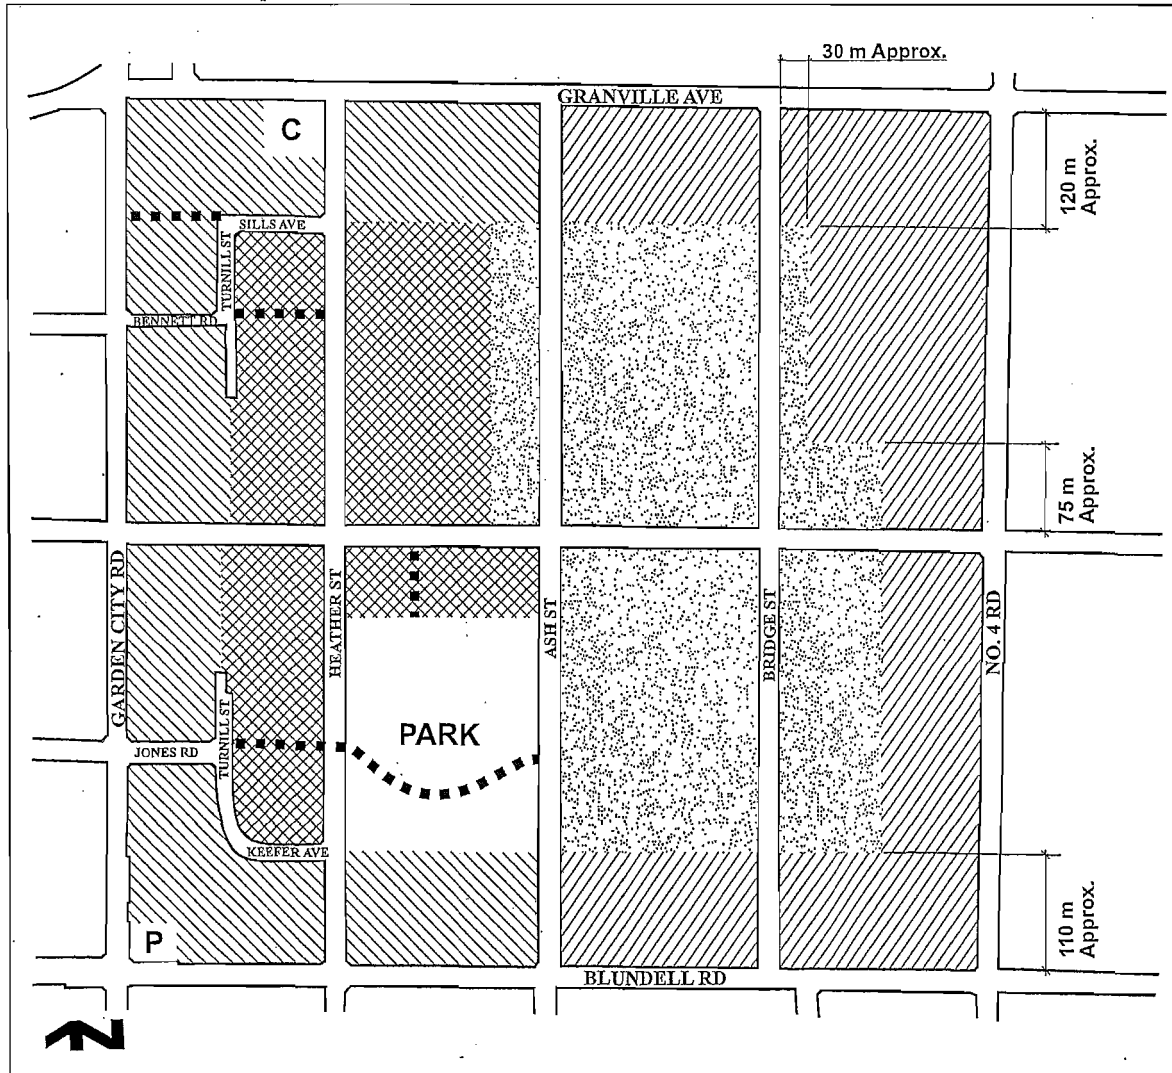 30 m Approx.
GRANVILLE AVE
C
120 m
Approx.
SILLS AVE
TURNILL ST
BENNETT RD
75 m
Approx.
GARDEN CITY RD
HEATHER ST
ASH ST
BRIDGE ST
NO. 4 RD
PARK
TURNILL ST
JONES RD
KEEFER AVE
110 m
Approx.
P
BLUNDELL RD
N